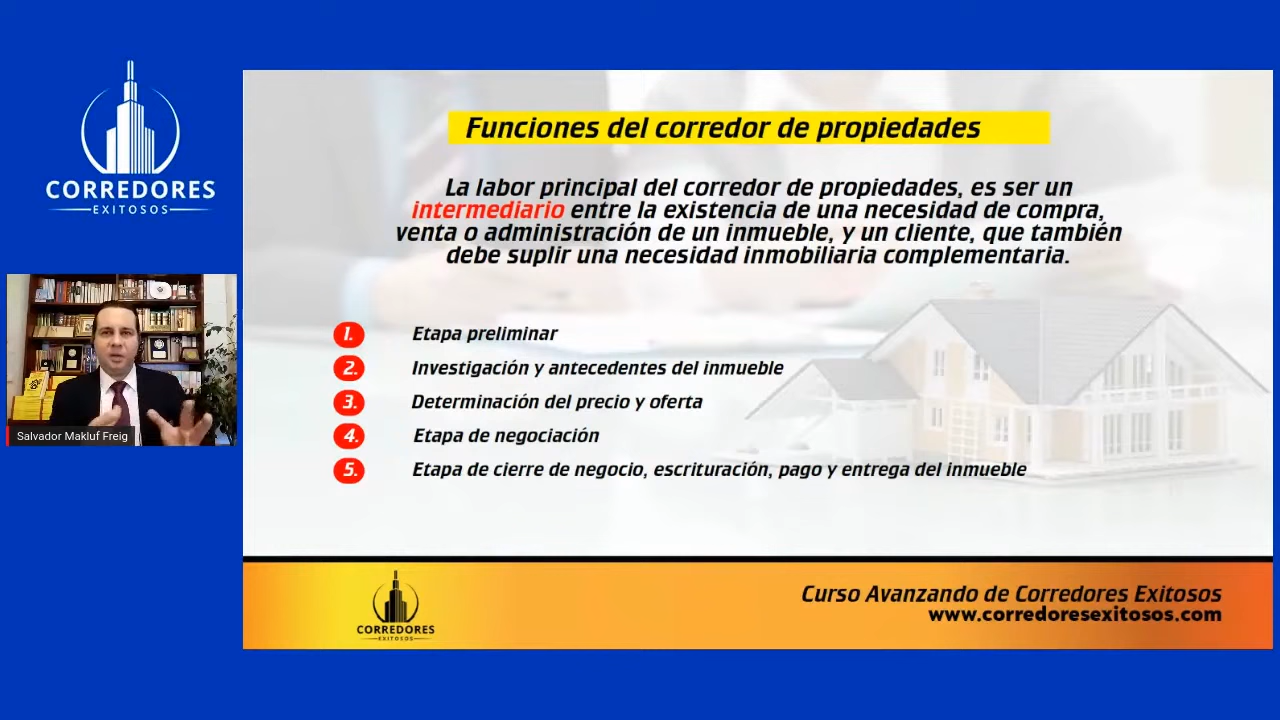 CORREDORES
EXITOSOS
Salvador Makluf Freig
Funciones del corredor de propiedades
La labor principal del corredor de propiedades, es ser un
intermediario entre la existencia de una necesidad de compra,
venta o administración de un inmueble, y un cliente, que también
debe suplir una necesidad inmobiliaria complementaria.
1. Etapa preliminar
2. Investigación y antecedentes del inmueble
3. Determinación del precio y oferta
4. Etapa de negociación
5. Etapa de cierre de negocio, escrituración, pago y entrega del inmueble
CORREDORES
EXITOSOS
Curso Avanzando de Corredores Exitosos
www.corredoresexitosos.com